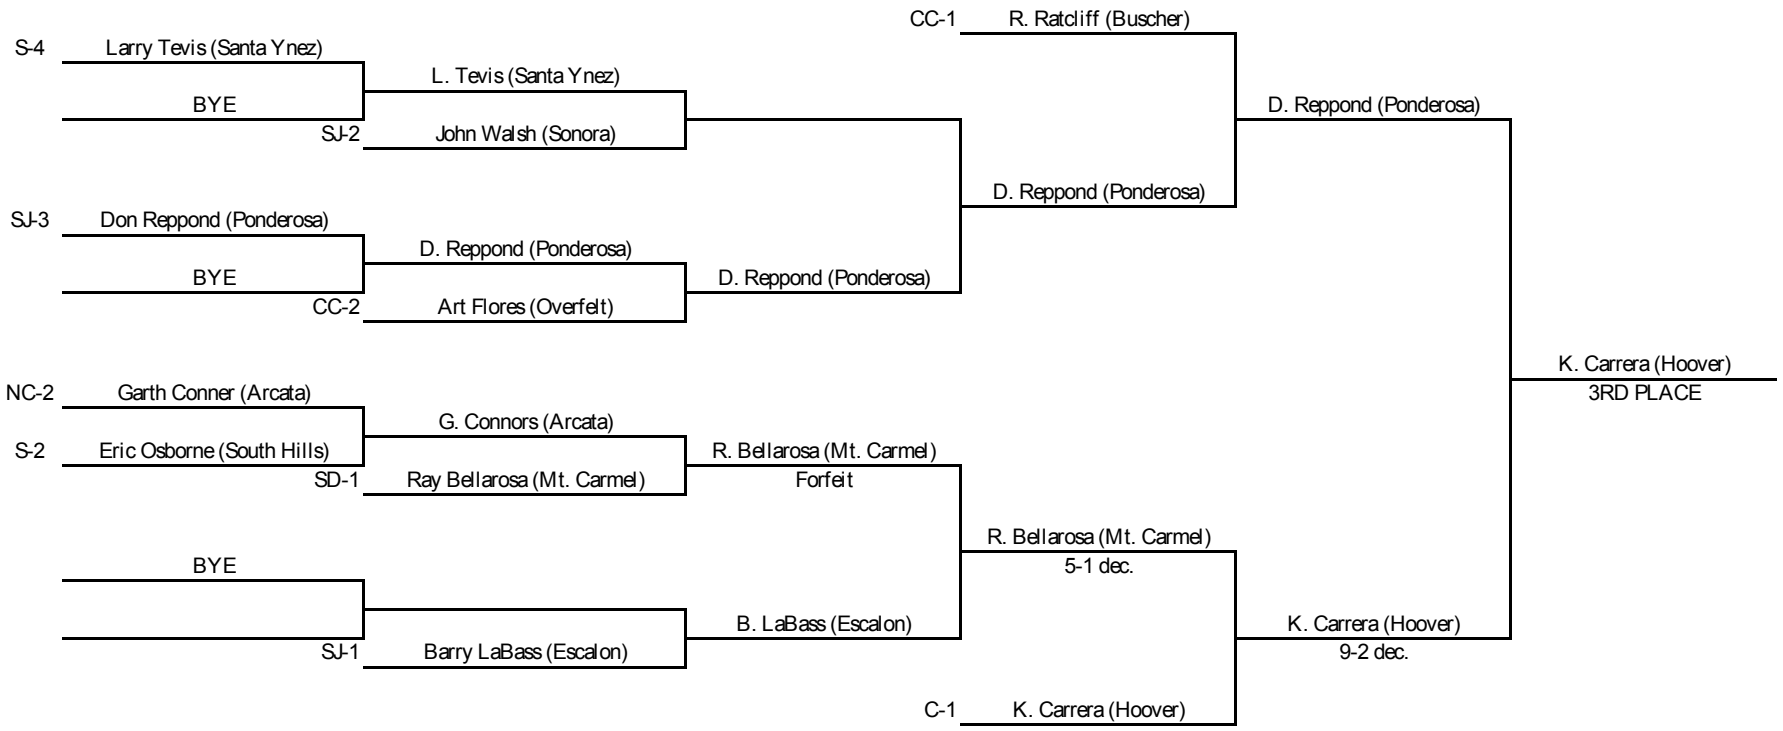 CC-1 R. Ratcliff (Buscher)
S-4 Larry Tevis (Santa Ynez)
L. Tevis (Santa Ynez)
BYE
D. Reppond (Ponderosa)
SJ-2 John Walsh (Sonora)
D. Reppond (Ponderosa)
SJ-3 Don Reppond (Ponderosa)
D. Reppond (Ponderosa)
BYE
D. Reppond (Ponderosa)
CC-2 Art Flores (Overfelt)
K. Carrera (Hoover)
3RD PLACE
NC-2 Garth Conner (Arcata)
G. Connors (Arcata)
S-2 Eric Osborne (South Hills)
R. Bellarosa (Mt. Carmel)
SD-1 Ray Bellarosa (Mt. Carmel)
Forfeit
R. Bellarosa (Mt. Carmel)
5-1 dec.
BYE
B. LaBass (Escalon)
K. Carrera (Hoover)
SJ-1 Barry LaBass (Escalon)
9-2 dec.
C-1 K. Carrera (Hoover)